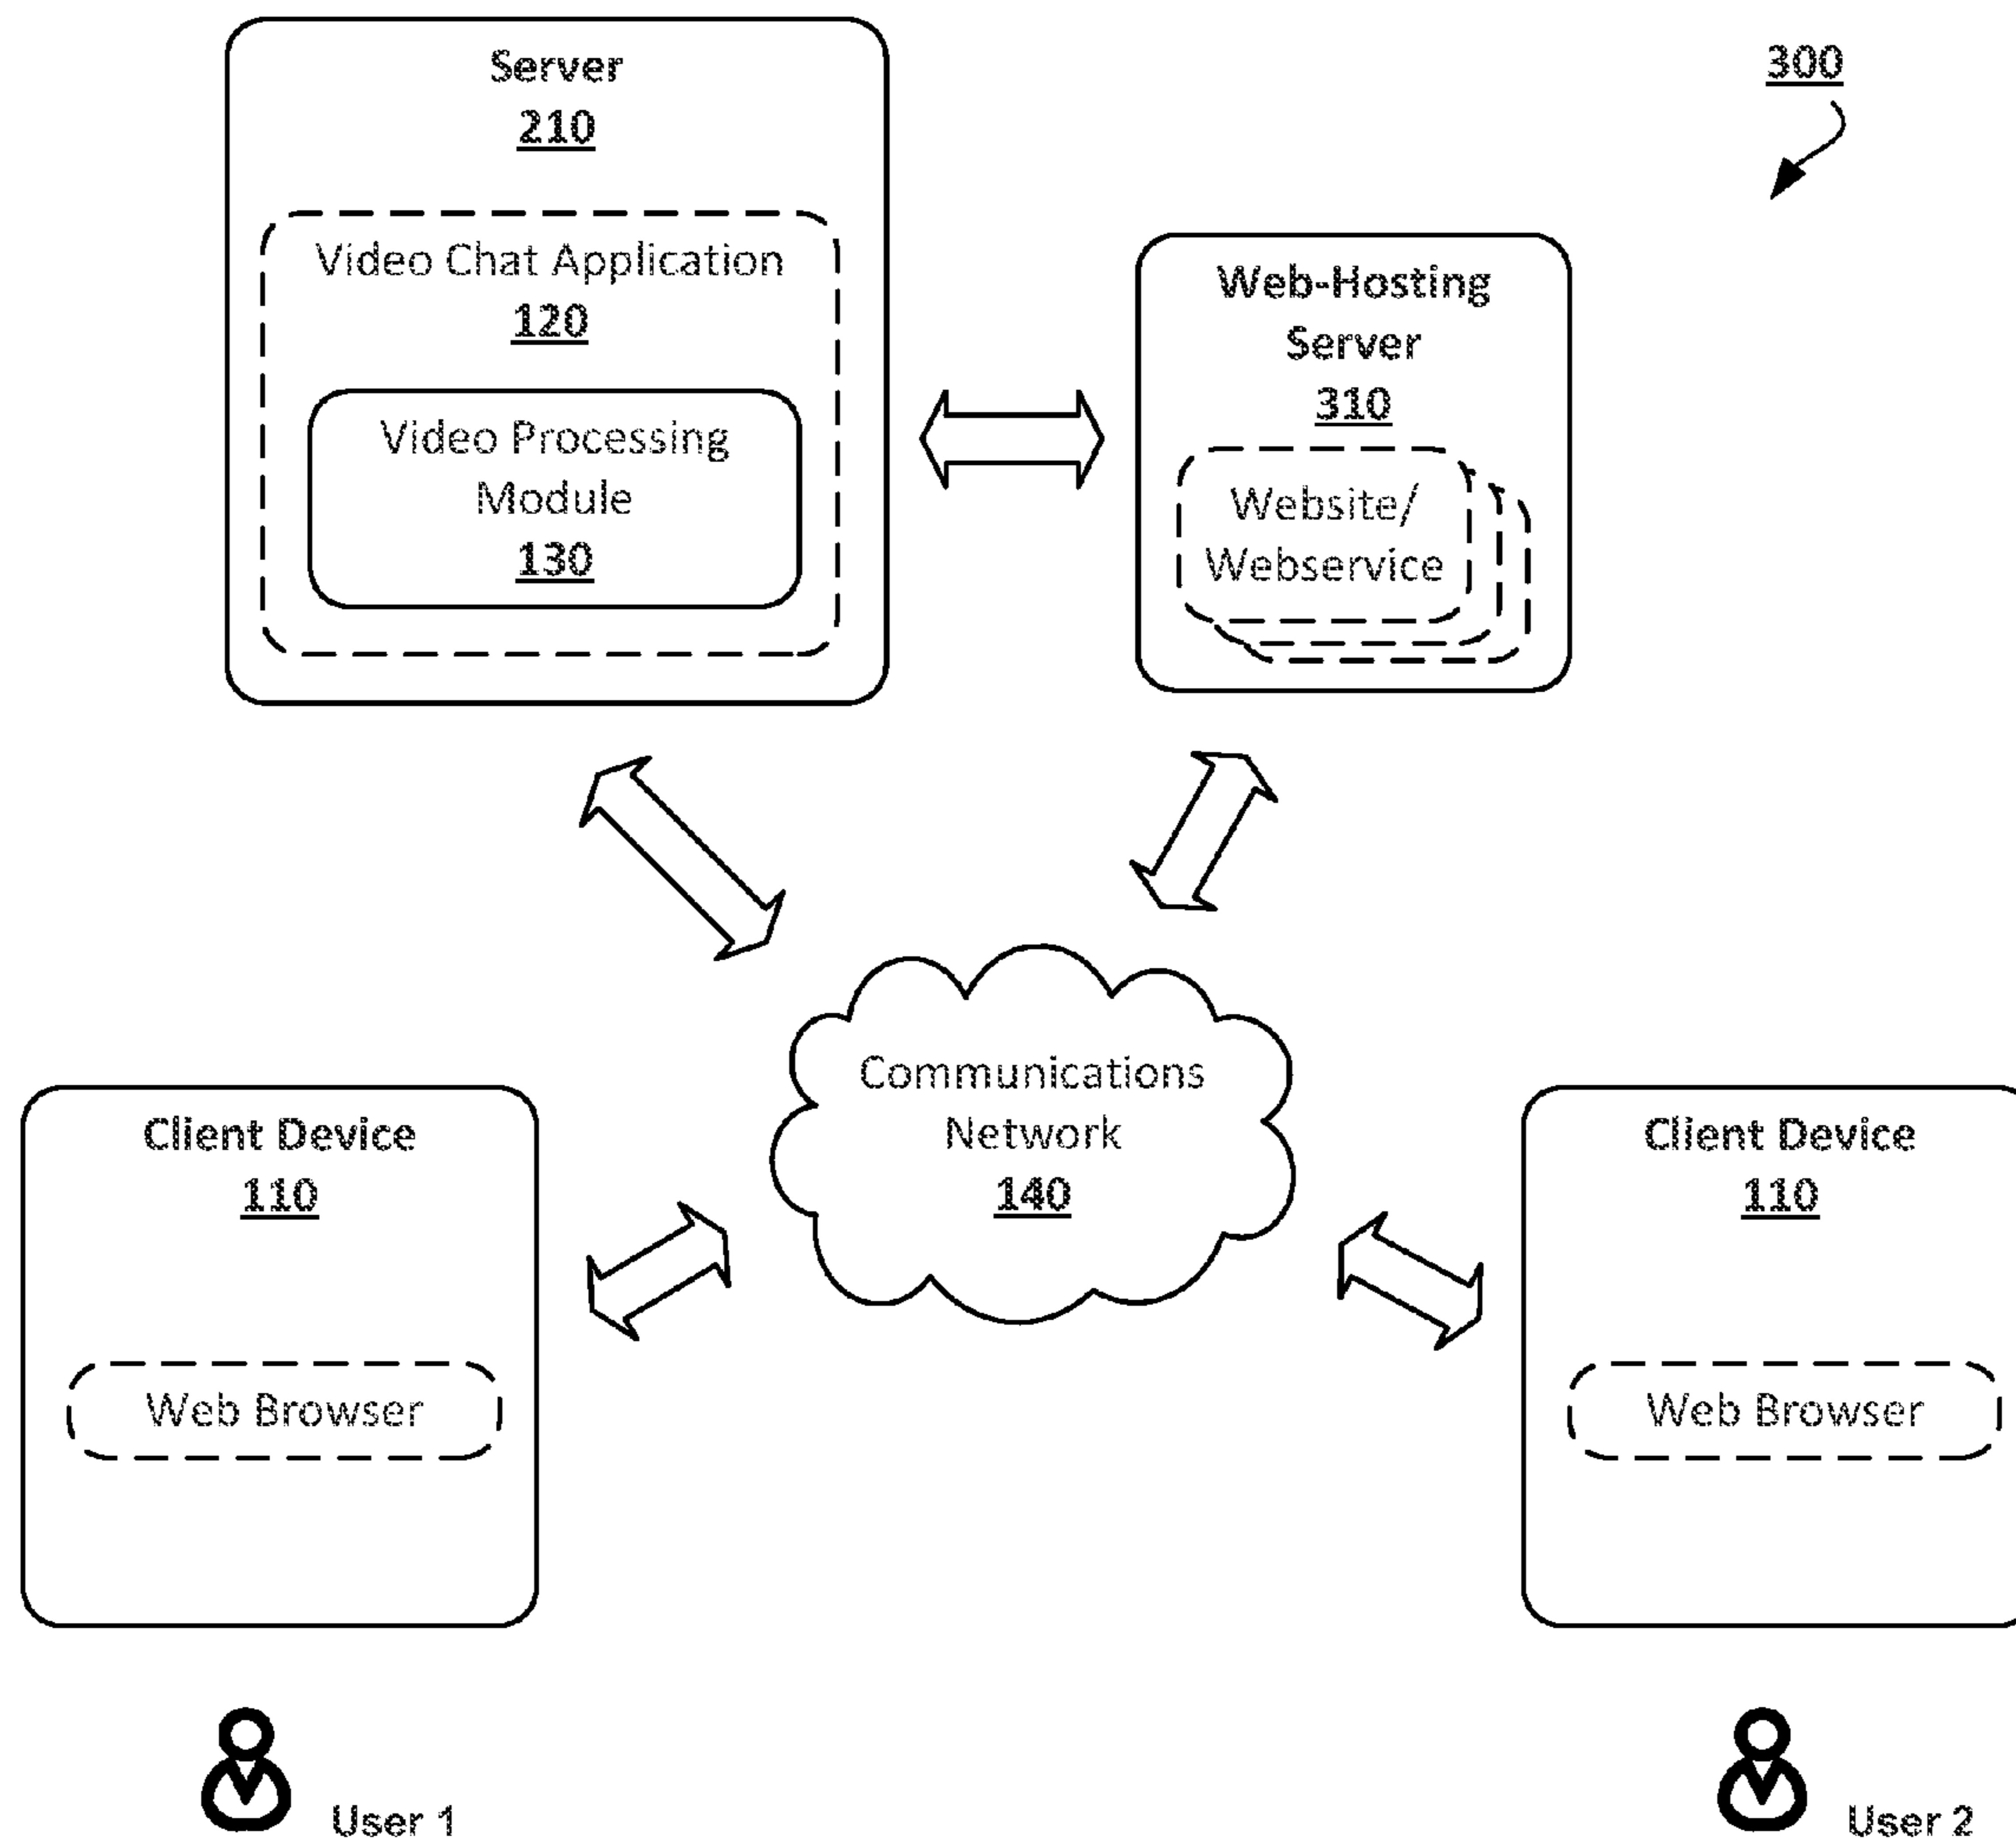 Server
210
300
Video Chat Application
120
Video Processing
Module
130
Web-Hosting
Server
310
Website/
Webservice
Communications
Network
140
Client Device
110
Web Browser
Client Device
110
Web Browser
User 1
User 2